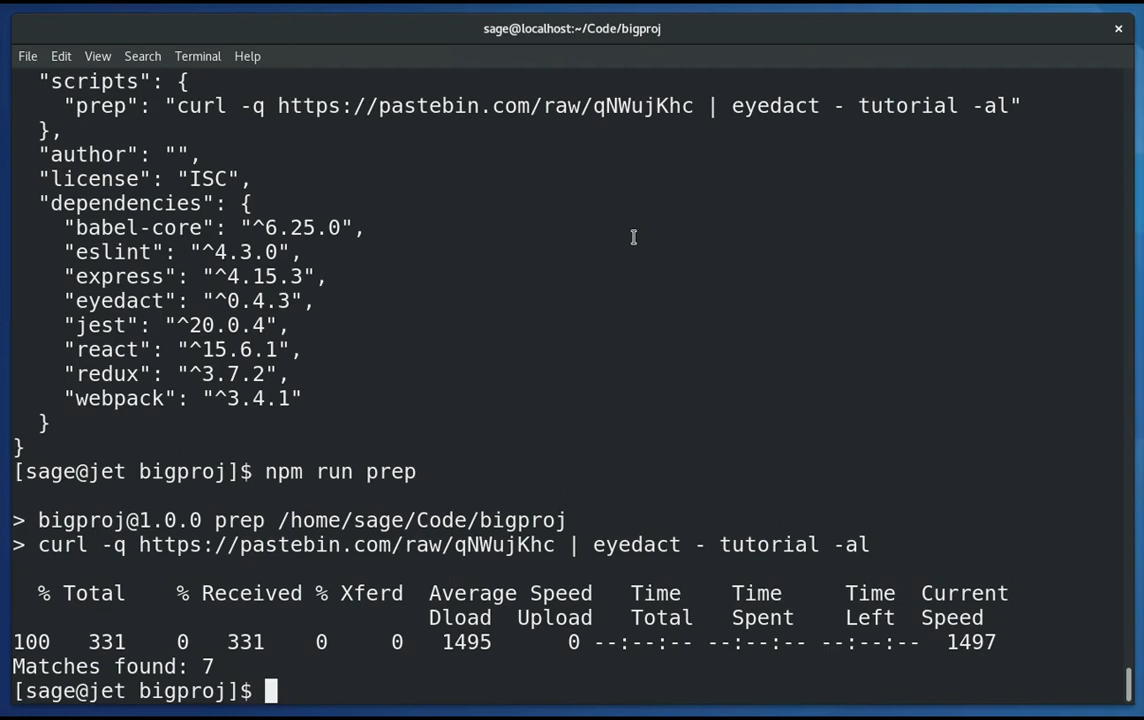 sage@localhost:~/Code/bigproj ×
File Edit View Search Terminal Help
"scripts": {
"prep": "curl -q https://pastebin.com/raw/qNWujKhc | eyedact - tutorial -al"
},
"author": "",
"license": "ISC",
"dependencies": {
"babel-core": "^6.25.0",
"eslint": "^4.3.0",
"express": "^4.15.3",
"eyedact": "^0.4.3",
"jest": "^20.0.4",
"react": "^15.6.1",
"redux": "^3.7.2",
"webpack": "^3.4.1"
}
}
[sage@jet bigproj]$ npm run prep
> bigproj@1.0.0 prep /home/sage/Code/bigproj
> curl -q https://pastebin.com/raw/qNWujKhc | eyedact - tutorial -al
% Total % Received % Xferd Average Speed Time Time Time Current
Dload Upload Total Spent Left Speed
100 331 0 331 0 0 1495 0 --:--:-- --:--:-- --:--:-- 1497
Matches found: 7
[sage@jet bigproj]$